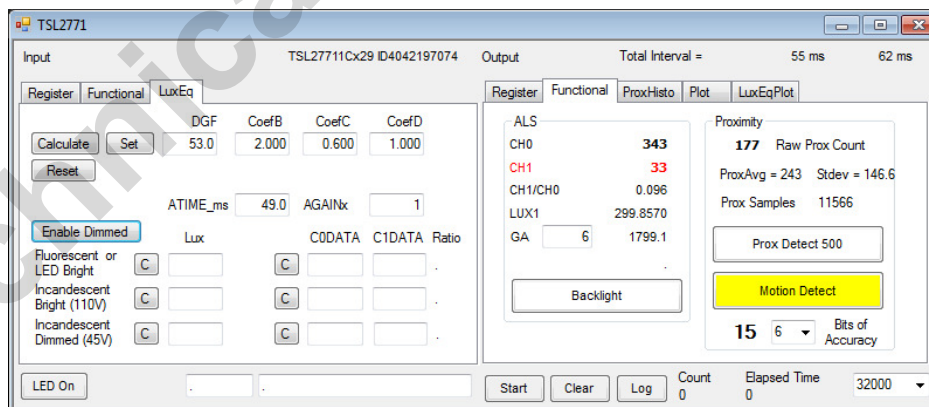 TSL2771
Input TSL27711Cx29 ID4042197074 Output Total Interval = 55 ms 62 ms
Register Functional LuxEq
DGF CoefB CoefC CoefD
Calculate Set 53.0 2.000 0.600 1.000
Reset
ATIME_ms 49.0 AGAINx 1
Enable Dimmed
Lux C0DATA C1DATA Ratio
Fluorescent or
LED Bright C C .
Incandescent
Bright (110V) C C .
Incandescent
Dimmed (45V) C C .
LED On . .
Register Functional ProxHisto Plot LuxEqPlot
ALS
CH0 343
CH1 33
CH1/CH0 0.096
LUX1 299.8570
GA 6 1799.1
.
Backlight
Proximity
177 Raw Prox Count
ProxAvg = 243 Stdev = 146.6
Prox Samples 11566
Prox Detect 500
Motion Detect
15 6 Bits of
Accuracy
Start Clear Log Count
0
Elapsed Time
0
32000
chnica